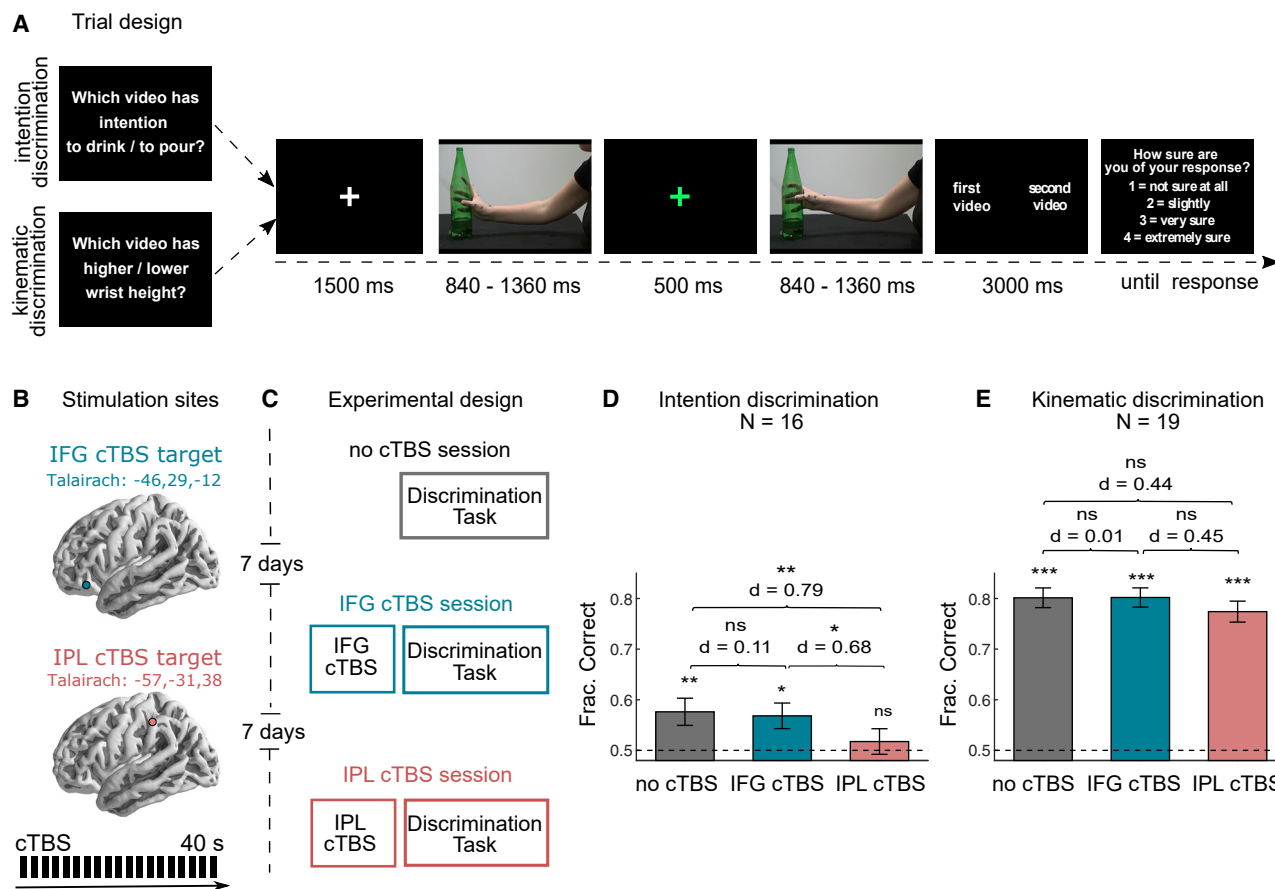 A Trial design
intention
discrimination
Which video has
intention
to drink / to pour?
kinematic
discrimination
Which video has
higher / lower
wrist height?
+
+
first
video
second
video
How sure are
you of your response?
1 = not sure at all
2 = slightly
3 = very sure
4 = extremely sure
1500 ms
840 - 1360 ms
500 ms
840 - 1360 ms
3000 ms
until response
B Stimulation sites
IFG cTBS target
Talairach: -46,29,-12
IPL cTBS target
Talairach: -57,-31,38
cTBS 40 s
C Experimental design
no cTBS session
Discrimination
Task
7 days
IFG cTBS session
IFG
cTBS
Discrimination
Task
7 days
IPL cTBS session
IPL
cTBS
Discrimination
Task
D Intention discrimination
N = 16
**
d = 0.79
ns
d = 0.11
*
d = 0.68
**
*
ns
Frac. Correct
0.8
0.7
0.6
0.5
no cTBS
IFG cTBS
IPL cTBS
E Kinematic discrimination
N = 19
ns
d = 0.44
ns
d = 0.01
ns
d = 0.45
***
***
***
Frac. Correct
0.8
0.7
0.6
0.5
no cTBS
IFG cTBS
IPL cTBS